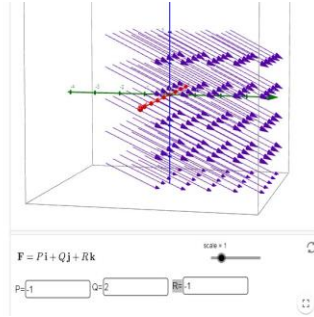 scale = 1
F = Pi + Qj + Rk
P= -1 Q= 2 R= -1